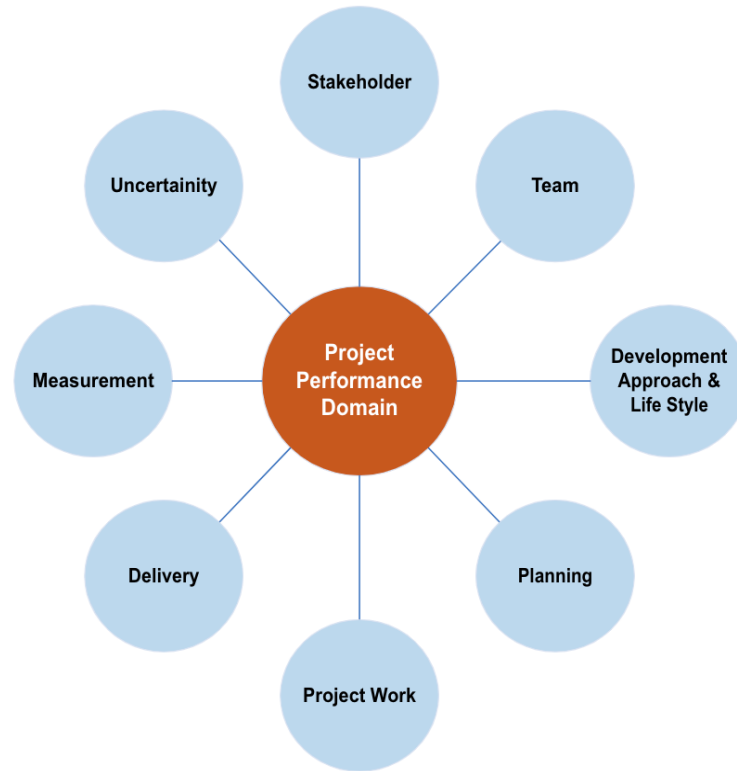 Stakeholder
Uncertainity
Team
Project
Performance
Domain
Measurement
Development
Approach &
Life Style
Delivery
Planning
Project Work